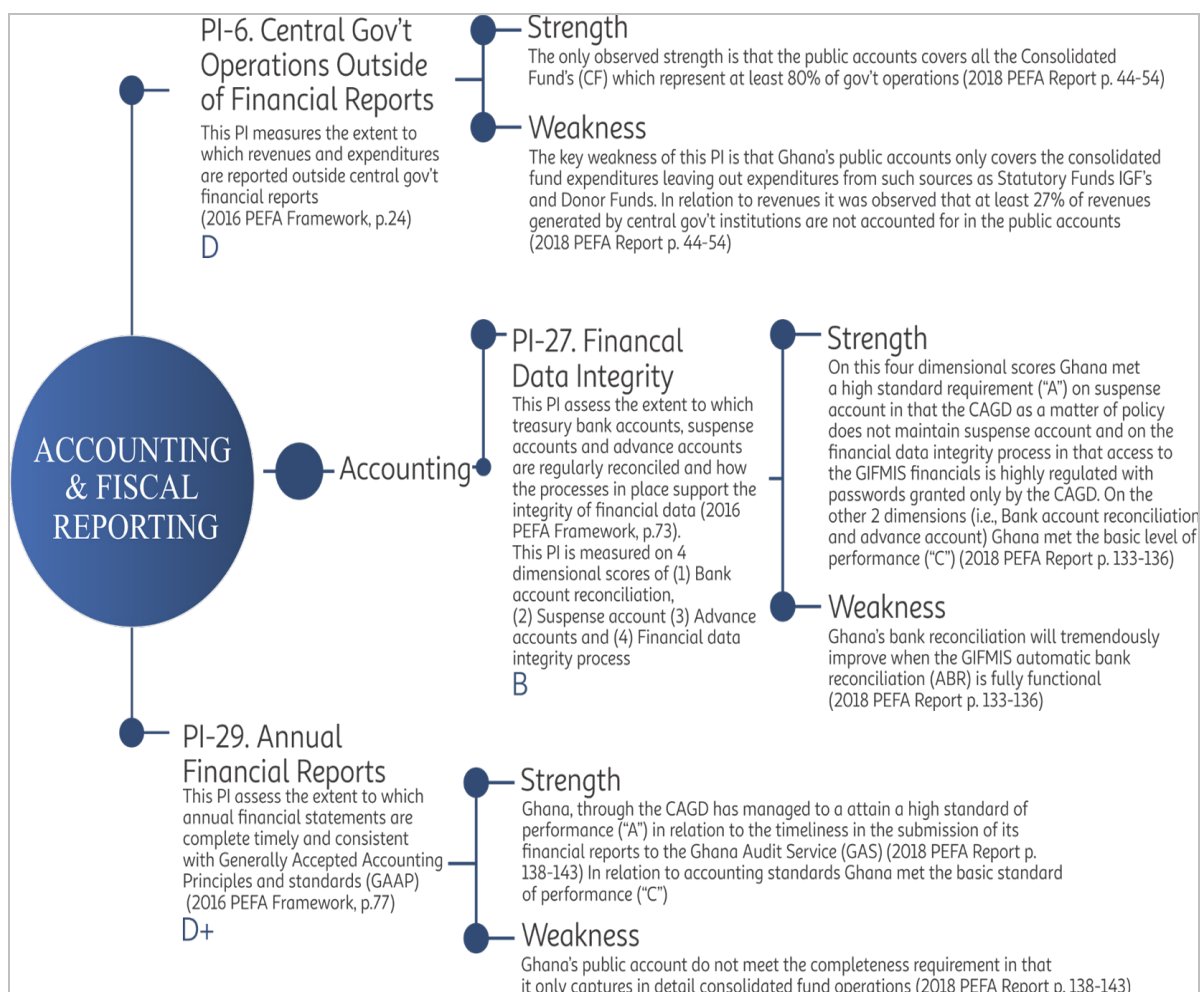 PI-6. Central Gov't
Operations Outside
of Financial Reports
This PI measures the extent to
which revenues and expenditures
are reported outside central gov't
financial reports
(2016 PEFA Framework, p.24)
D
Strength
The only observed strength is that the public accounts covers all the Consolidated
Fund's (CF) which represent at least 80% of gov't operations (2018 PEFA Report p. 44-54)
Weakness
The key weakness of this PI is that Ghana's public accounts only covers the consolidated
fund expenditures leaving out expenditures from such sources as Statutory Funds IGF's
and Donor Funds. In relation to revenues it was observed that at least 27% of revenues
generated by central gov't institutions are not accounted for in the public accounts
(2018 PEFA Report p. 44-54)
ACCOUNTING
& FISCAL
REPORTING
Accounting
PI-27. Financal
Data Integrity
This PI assess the extent to which
treasury bank accounts, suspense
accounts and advance accounts
are regularly reconciled and how
the processes in place support the
integrity of financial data (2016
PEFA Framework, p.73).
This PI is measured on 4
dimensional scores of (1) Bank
account reconciliation,
(2) Suspense account (3) Advance
accounts and (4) Financial data
integrity process
B
Strength
On this four dimensional scores Ghana met
a high standard requirement ("A") on suspense
account in that the CAGD as a matter of policy
does not maintain suspense account and on the
financial data integrity process in that access to
the GIFMIS financials is highly regulated with
passwords granted only by the CAGD. On the
other 2 dimensions (i.e., Bank account reconciliation
and advance account) Ghana met the basic level of
performance ("C") (2018 PEFA Report p. 133-136)
Weakness
Ghana's bank reconciliation will tremendously
improve when the GIFMIS automatic bank
reconciliation (ABR) is fully functional
(2018 PEFA Report p. 133-136)
PI-29. Annual
Financial Reports
This PI assess the extent to which
annual financial statements are
complete timely and consistent
with Generally Accepted Accounting
Principles and standards (GAAP)
(2016 PEFA Framework, p.77)
D+
Strength
Ghana, through the CAGD has managed to a attain a high standard of
performance ("A") in relation to the timeliness in the submission of its
financial reports to the Ghana Audit Service (GAS) (2018 PEFA Report p.
138-143) In relation to accounting standards Ghana met the basic standard
of performance ("C")
Weakness
Ghana's public account do not meet the completeness requirement in that
it only captures in detail consolidated fund operations (2018 PEFA Report p. 138-143)